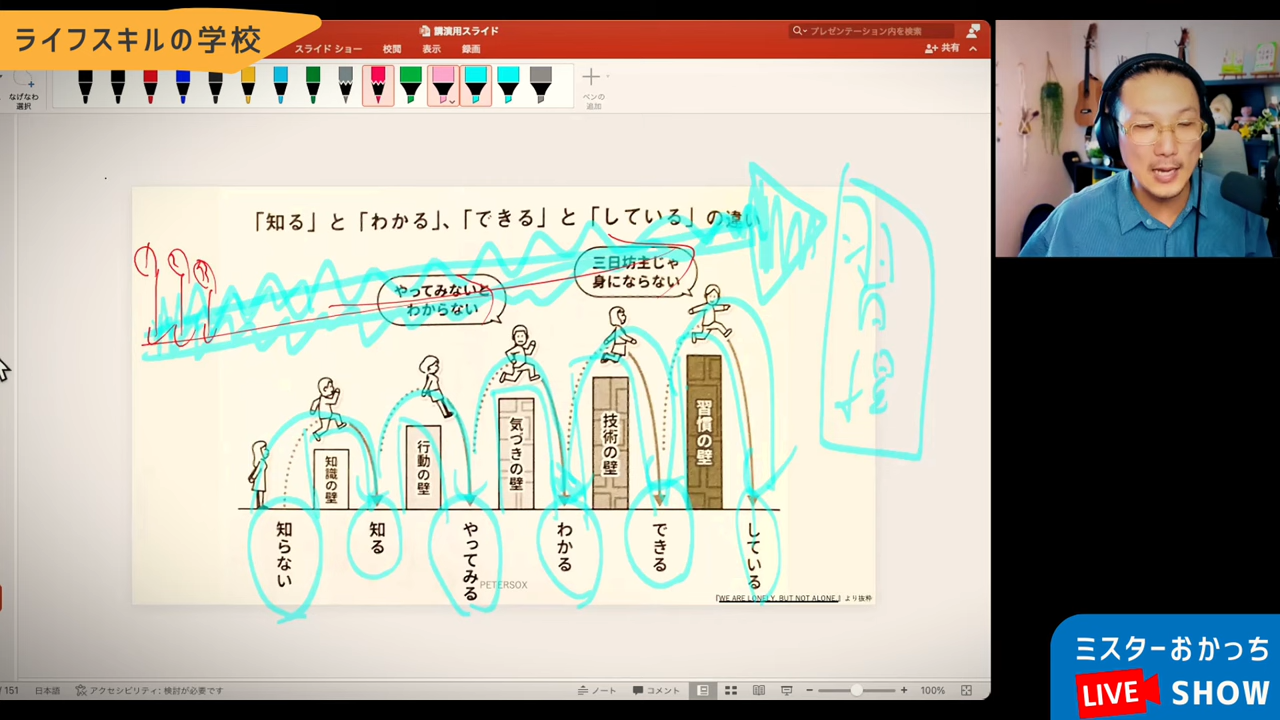 ライフスキルの学校
講演用スライド
プレゼンテーション内を検索
スライド ショー
校閲
表示
録画
共有
なげなわ
選択
ペンの
追加
「知る」と「わかる」、「できる」と「している」の違い
やってみないと
わからない
三日坊主じゃ
身にならない
知識の壁
行動の壁
気づきの壁
技術の壁
習慣の壁
知らない
知る
やってみる
わかる
できる
している
PETERSOX
『WE ARE LONELY, BUT NOT ALONE.』より抜粋
/ 151
日本語
アクセシビリティ: 検討が必要です
ノート
コメント
100%
ミスターおかっち
LIVE SHOW